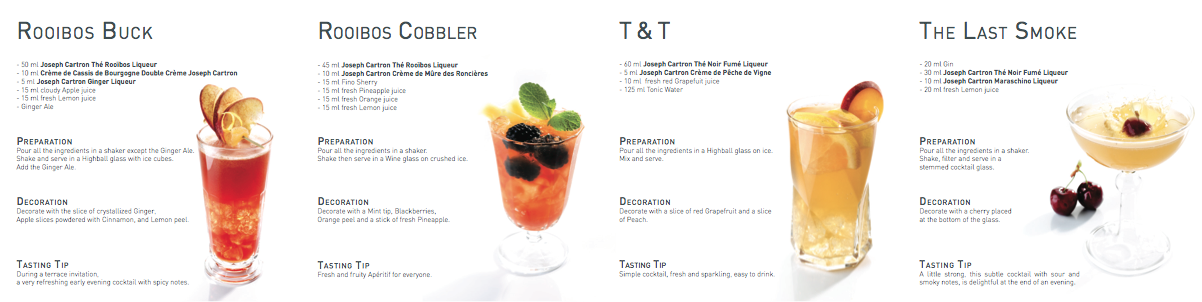 ROOIBOS BUCK
- 50 ml Joseph Cartron Thé Rooïbos Liqueur
- 10 ml Crème de Cassis de Bourgogne Double Crème Joseph Cartron
- 5 ml Joseph Cartron Ginger Liqueur
- 15 ml cloudy Apple juice
- 15 ml fresh Lemon juice
- Ginger Ale
PREPARATION
Pour all the ingredients in a shaker except the Ginger Ale.
Shake and serve in a Highball glass with ice cubes.
Add the Ginger Ale.
DECORATION
Decorate with the slice of crystallized Ginger,
Apple slices powdered with Cinnamon, and Lemon peel.
TASTING TIP
During a terrace invitation,
a very refreshing early evening cocktail with spicy notes.
ROOIBOS COBBLER
- 45 ml Joseph Cartron Thé Rooïbos Liqueur
- 10 ml Joseph Cartron Crème de Mûre des Roncières
- 15 ml Fino Sherry
- 15 ml fresh Pineapple juice
- 15 ml fresh Orange juice
- 15 ml fresh Lemon juice
PREPARATION
Pour all the ingredients in a shaker.
Shake then serve in a Wine glass on crushed ice.
DECORATION
Decorate with a Mint tip, Blackberries,
Orange peel and a stick of fresh Pineapple.
TASTING TIP
Fresh and fruity Apéritif for everyone.
T & T
- 60 ml Joseph Cartron Thé Noir Fumé Liqueur
- 5 ml Joseph Cartron Crème de Pêche de Vigne
- 10 ml fresh red Grapefuit juice
- 125 ml Tonic Water
PREPARATION
Pour all the ingredients in a Highball glass on ice.
Mix and serve.
DECORATION
Decorate with a slice of red Grapefruit and a slice
of Peach.
TASTING TIP
Simple cocktail, fresh and sparkling, easy to drink.
THE LAST SMOKE
- 20 ml Gin
- 30 ml Joseph Cartron Thé Noir Fumé Liqueur
- 10 ml Joseph Cartron Maraschino Liqueur
- 20 ml fresh Lemon juice
PREPARATION
Pour all the ingredients in a shaker.
Shake, filter and serve in a
stemmed cocktail glass.
DECORATION
Decorate with a cherry placed
at the bottom of the glass.
TASTING TIP
A little strong, this subtle cocktail with sour and
smoky notes, is delightful at the end of an evening.